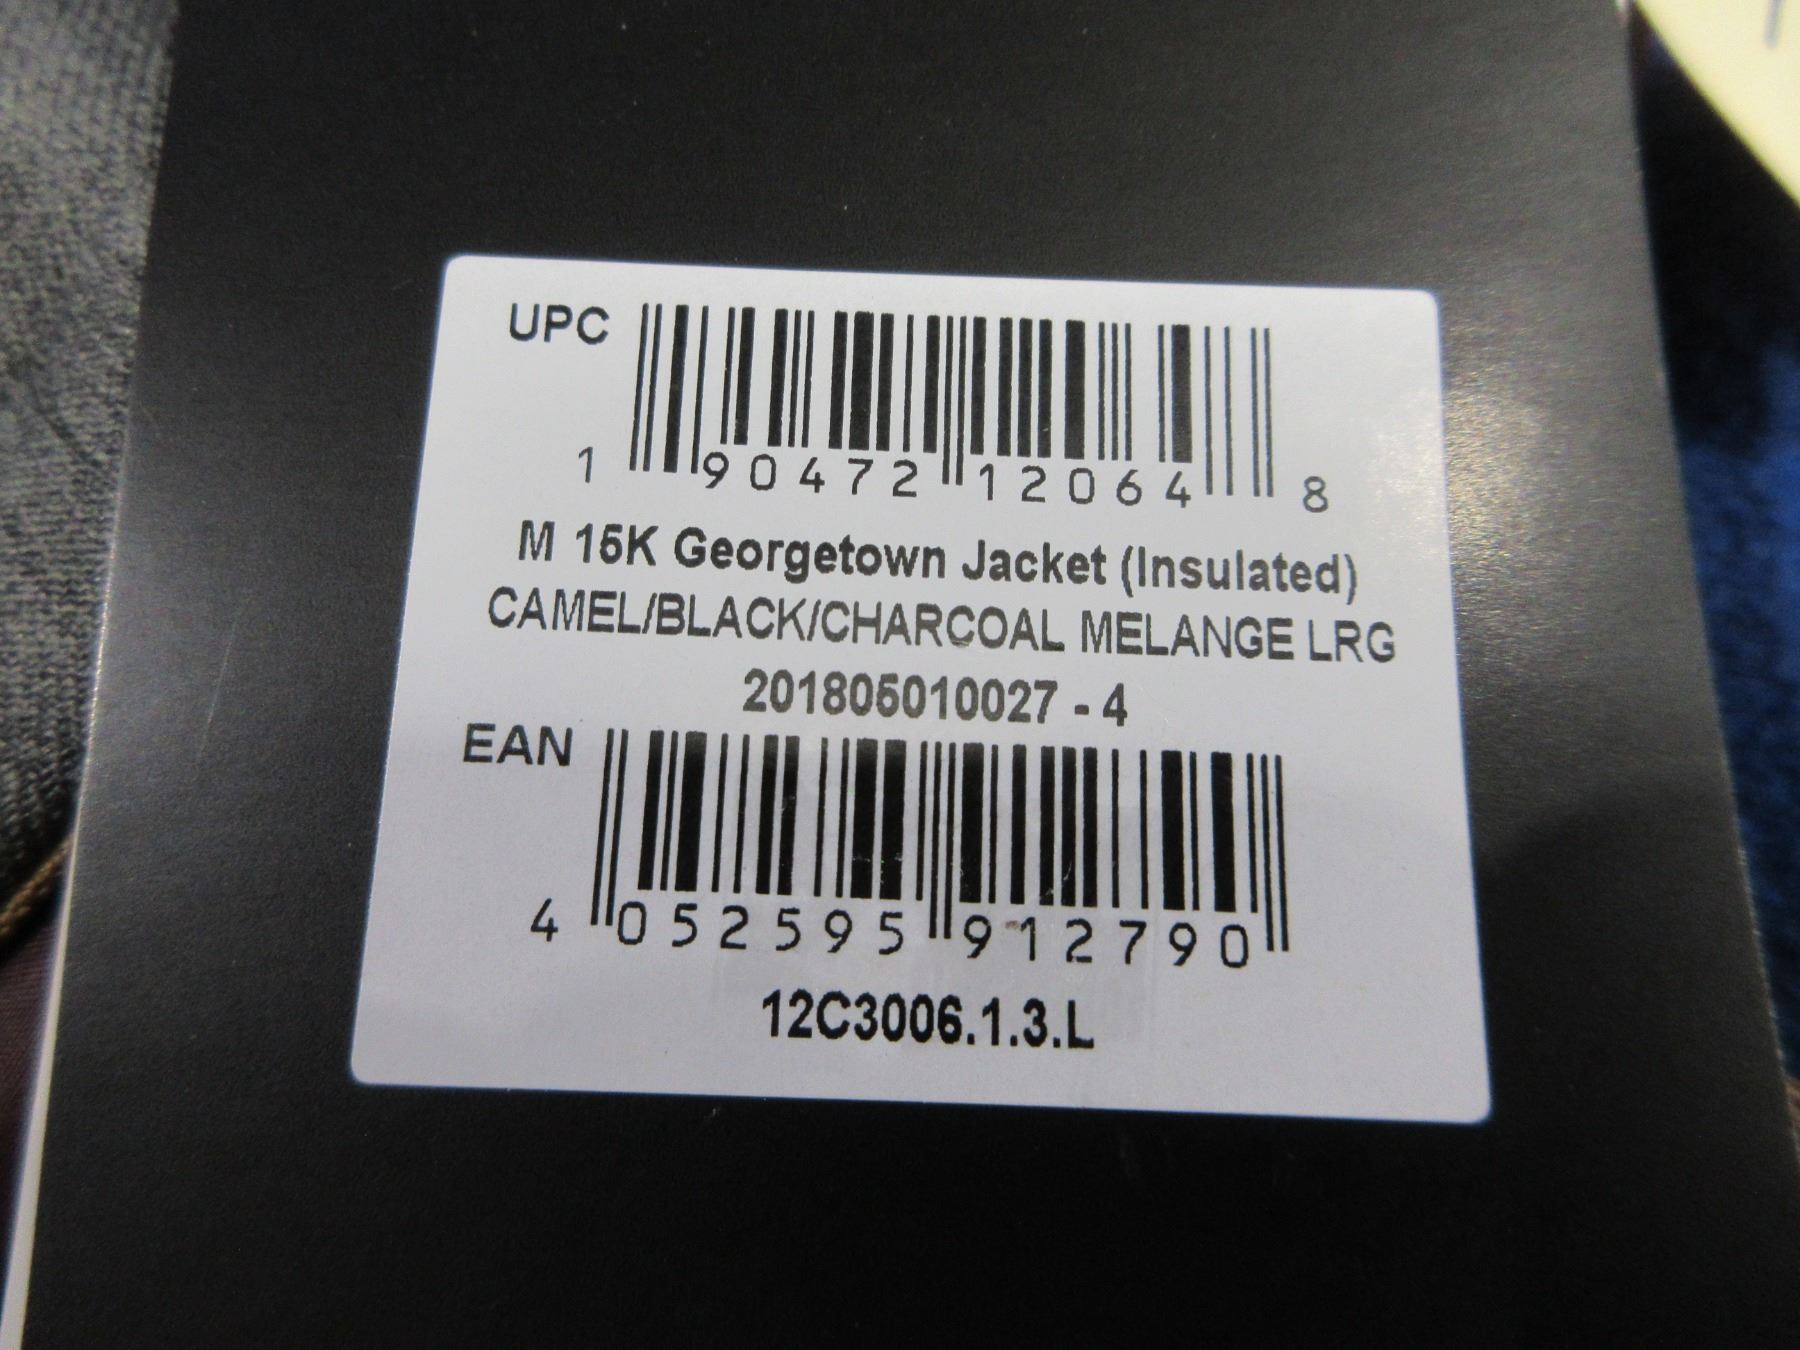 UPC
1 90472 12064 8
M 15K Georgetown Jacket (Insulated)
CAMEL/BLACK/CHARCOAL MELANGE LRG
201805010027 - 4
EAN
4 052595 912790
12C3006.1.3.L